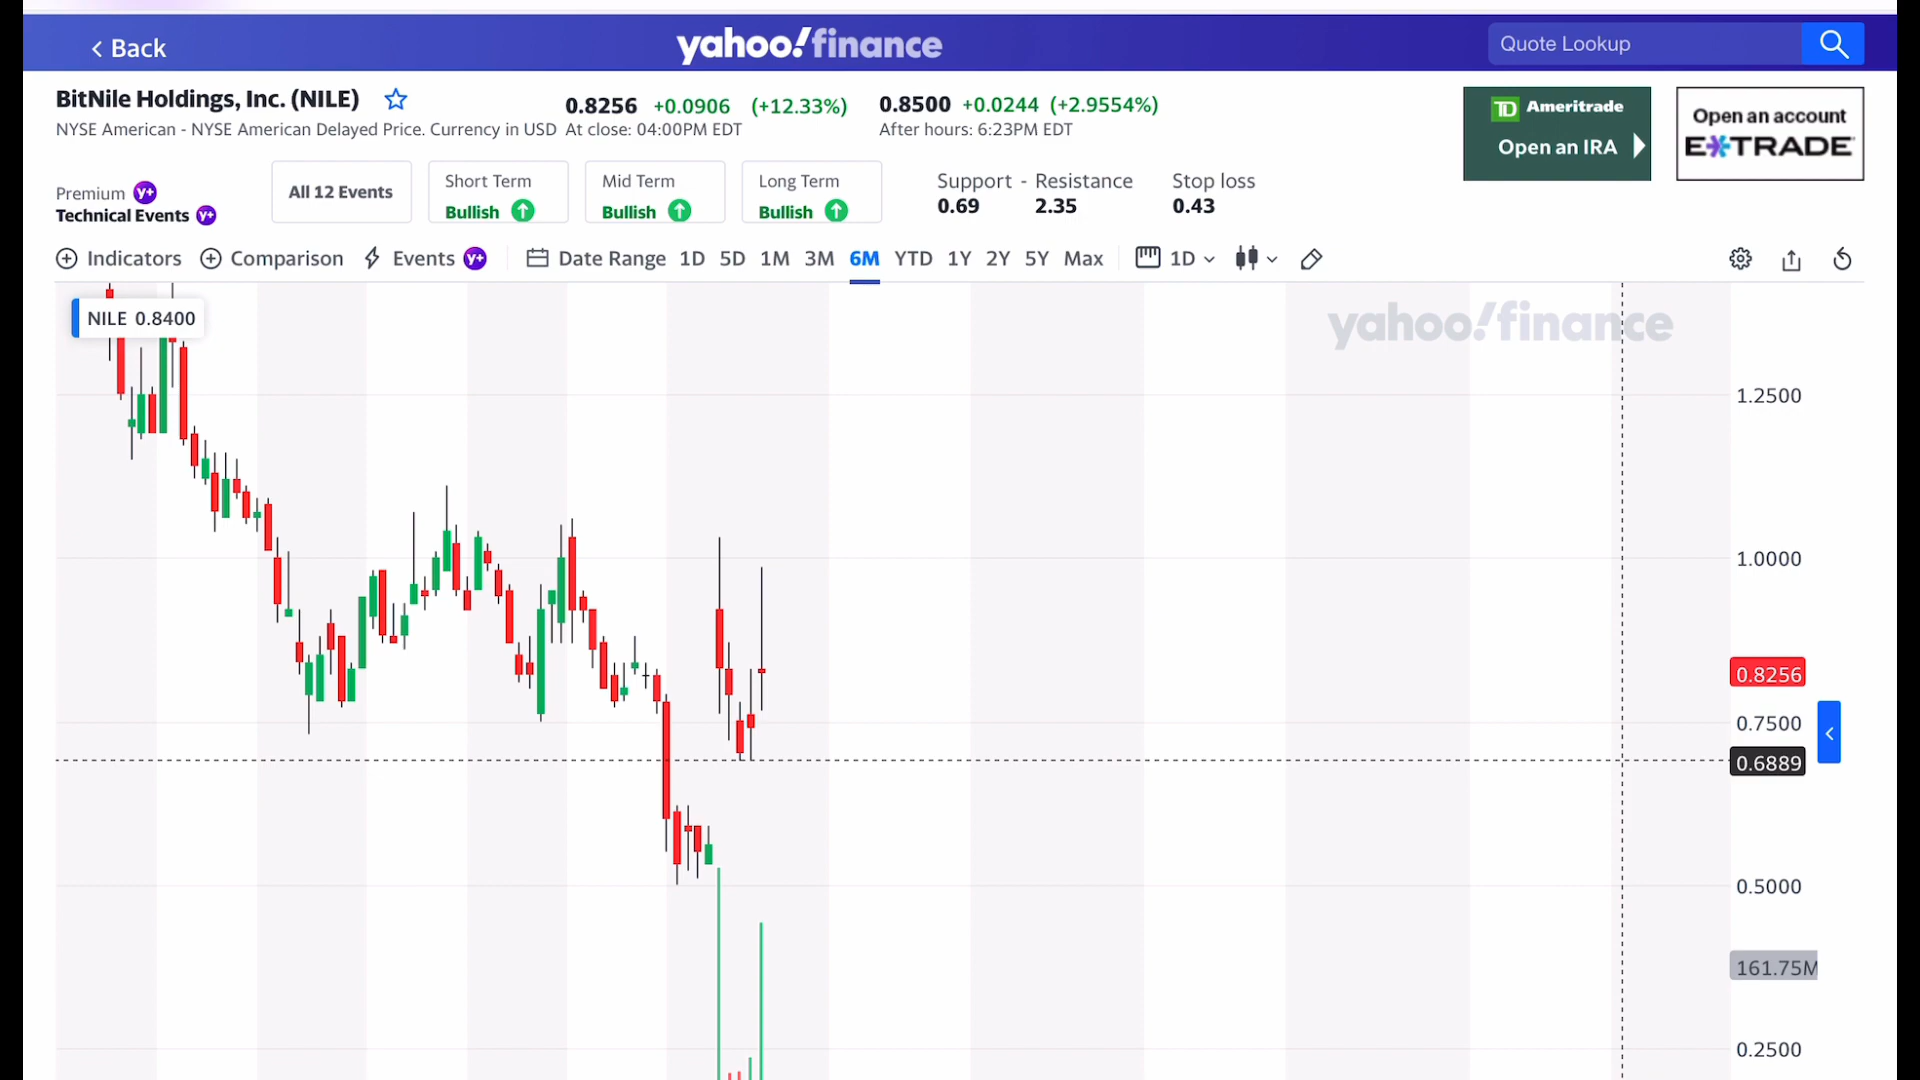 Back
yahoo!finance
Quote Lookup
BitNile Holdings, Inc. (NILE)
0.8256 +0.0906 (+12.33%)
0.8500 +0.0244 (+2.9554%)
NYSE American - NYSE American Delayed Price. Currency in USD
At close: 04:00PM EDT
After hours: 6:23PM EDT
TD Ameritrade
Open an IRA
Open an account
E*TRADE
Premium y+
Technical Events y+
All 12 Events
Short Term
Bullish
Mid Term
Bullish
Long Term
Bullish
Support - Resistance
0.69 2.35
Stop loss
0.43
Indicators Comparison Events y+ Date Range 1D 5D 1M 3M 6M YTD 1Y 2Y 5Y Max 1D
NILE 0.8400
yahoo!finance
1.2500
1.0000
0.8256
0.7500
0.6889
0.5000
161.75M
0.2500